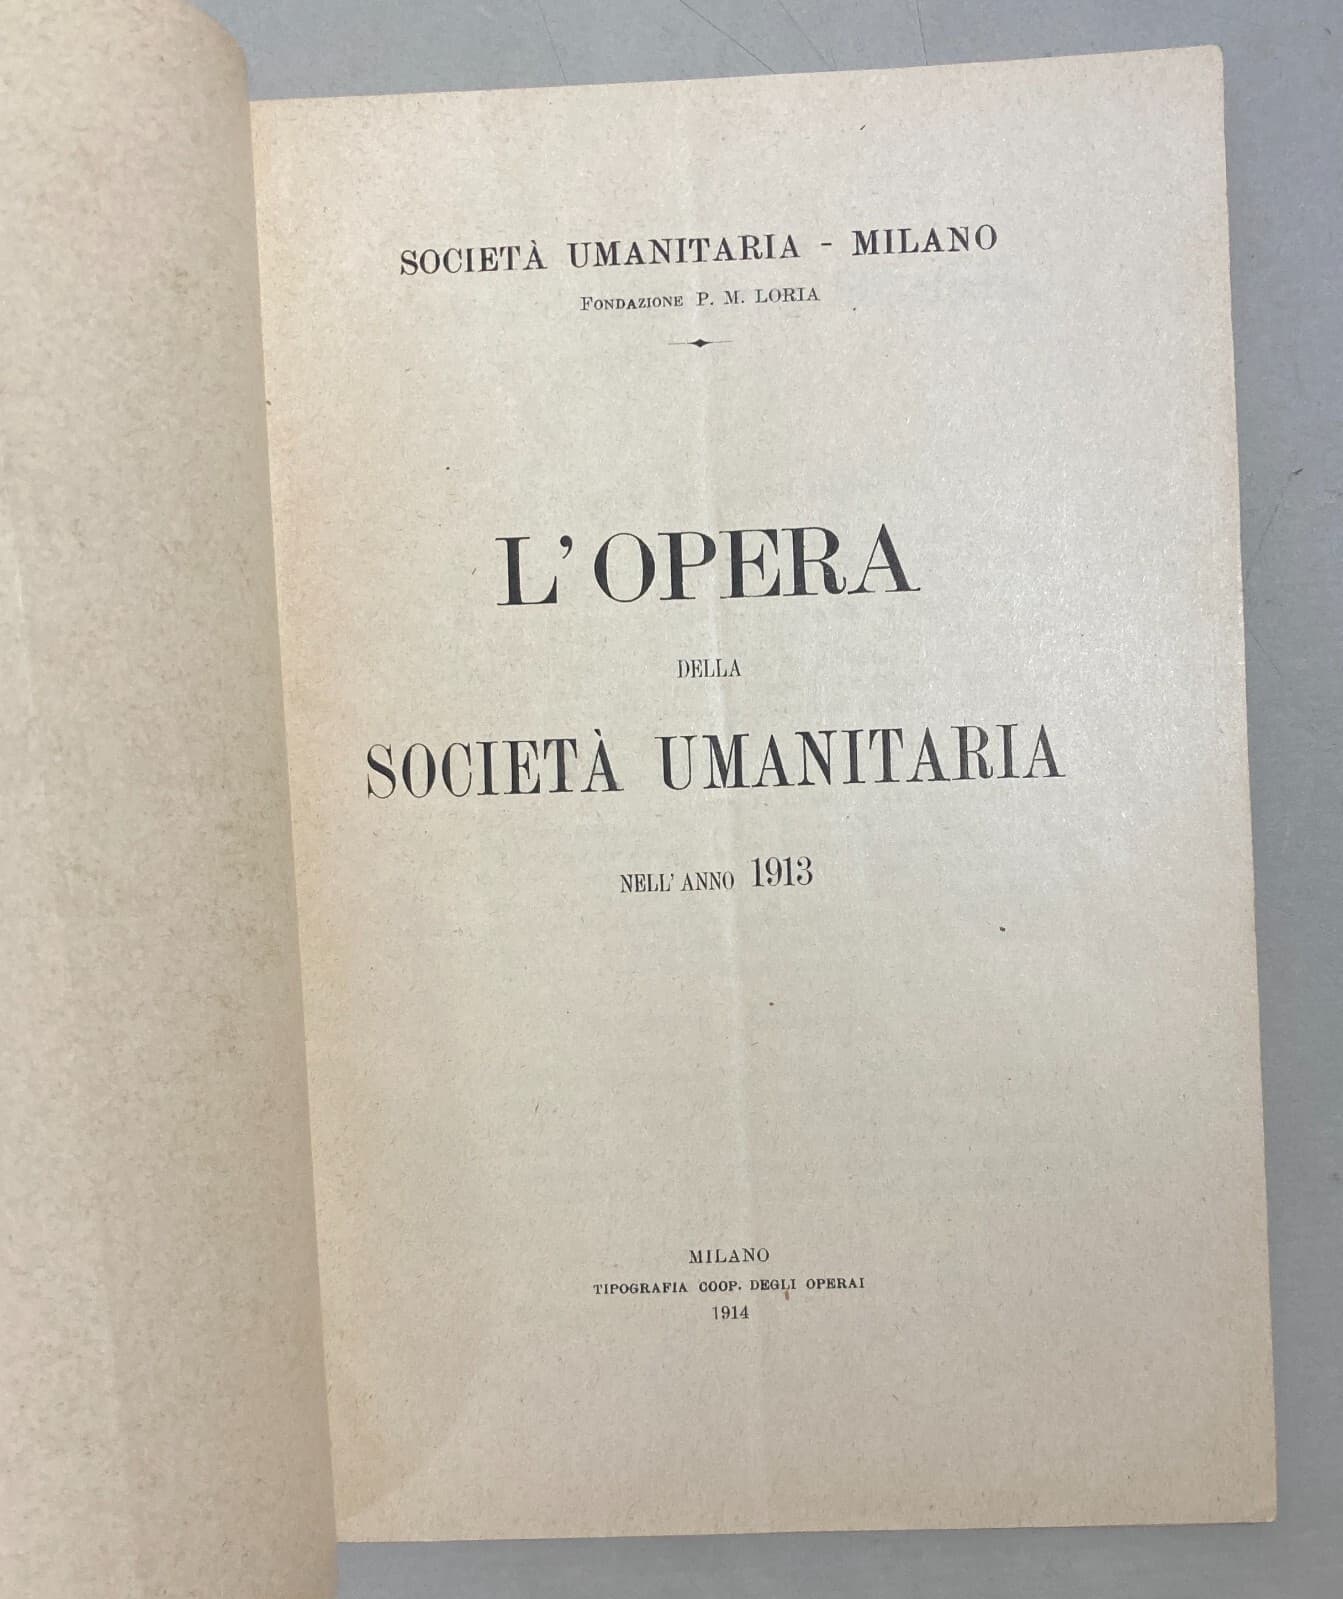 SOCIETÀ UMANITARIA - MILANO
FONDAZIONE P. M. LORIA
L'OPERA
DELLA
SOCIETÀ UMANITARIA
NELL'ANNO 1913
MILANO
TIPOGRAFIA COOP. DEGLI OPERAI
1914